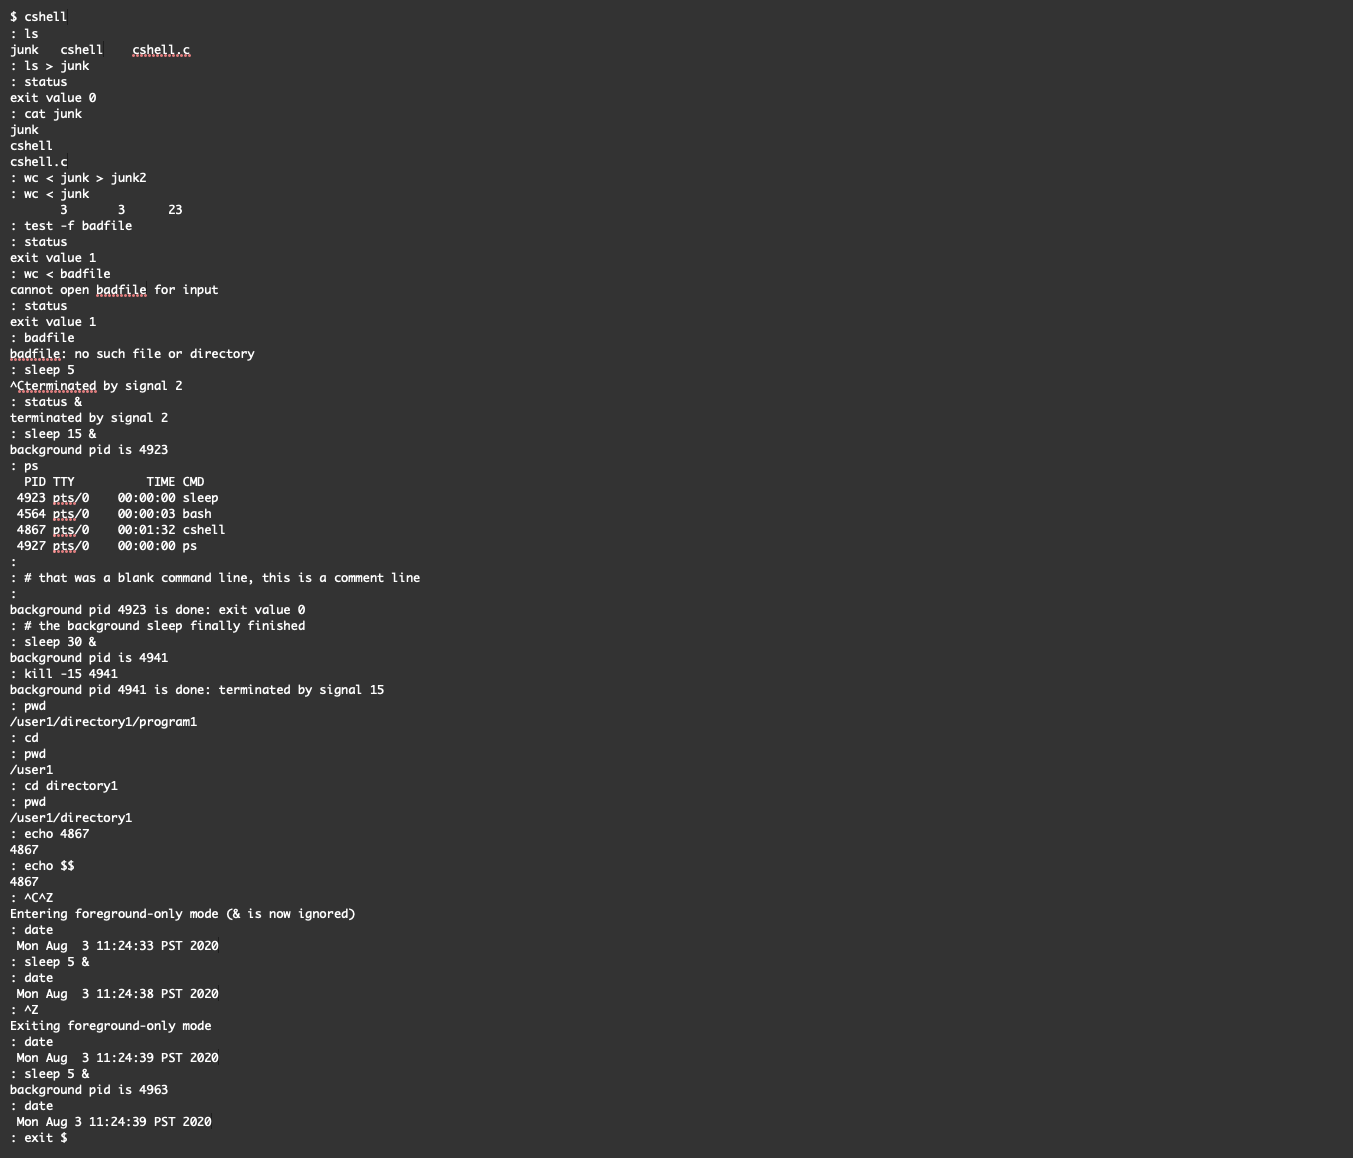 $ cshell
: ls
junk   cshell    cshell.c
: ls > junk
: status
exit value 0
: cat junk
junk
cshell
cshell.c
: wc < junk > junk2
: wc < junk
       3       3      23
: test -f badfile
: status
exit value 1
: wc < badfile
cannot open badfile for input
: status
exit value 1
: badfile
badfile: no such file or directory
: sleep 5
^Cterminated by signal 2
: status &
terminated by signal 2
: sleep 15 &
background pid is 4923
: ps
  PID TTY          TIME CMD
 4923 pts/0    00:00:00 sleep
 4564 pts/0    00:00:03 bash
 4867 pts/0    00:01:32 cshell
 4927 pts/0    00:00:00 ps
:
: # that was a blank command line, this is a comment line
:
background pid 4923 is done: exit value 0
: # the background sleep finally finished
: sleep 30 &
background pid is 4941
: kill -15 4941
background pid 4941 is done: terminated by signal 15
: pwd
/user1/directory1/program1
: cd
: pwd
/user1
: cd directory1
: pwd
/user1/directory1
: echo 4867
4867
: echo $$
4867
: ^C^Z
Entering foreground-only mode (& is now ignored)
: date
 Mon Aug  3 11:24:33 PST 2020
: sleep 5 &
: date
 Mon Aug  3 11:24:38 PST 2020
: ^Z
Exiting foreground-only mode
: date
 Mon Aug  3 11:24:39 PST 2020
: sleep 5 &
background pid is 4963
: date
 Mon Aug 3 11:24:39 PST 2020
: exit $